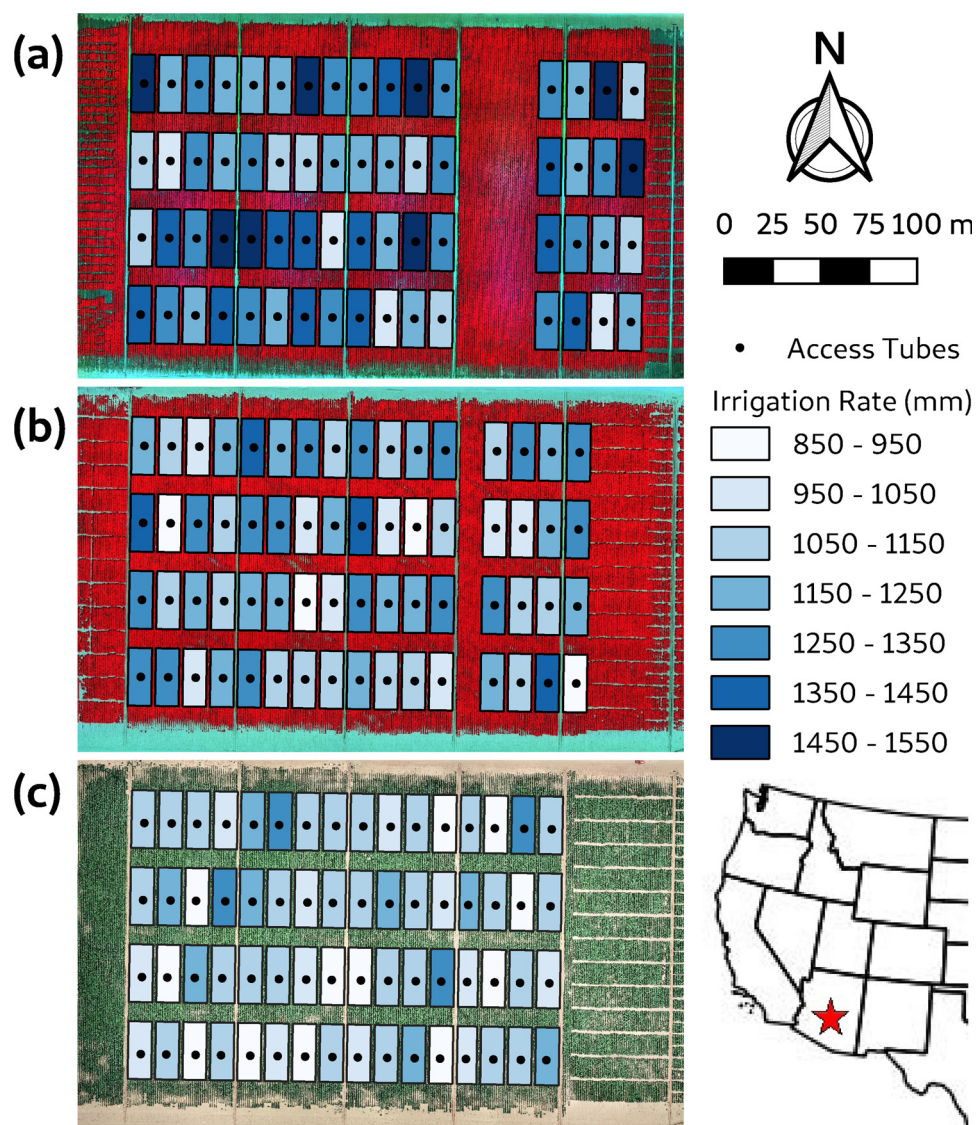 (a)
(b)
(c)
N
0 25 50 75 100 m
Access Tubes
Irrigation Rate (mm)
850 - 950
950 - 1050
1050 - 1150
1150 - 1250
1250 - 1350
1350 - 1450
1450 - 1550